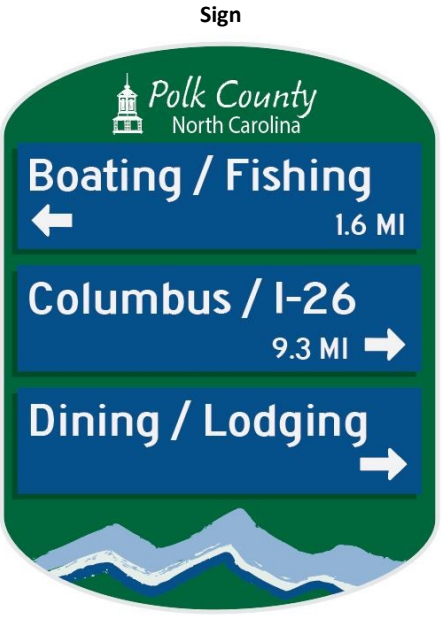 Sign
Polk County
North Carolina
Boating / Fishing
1.6 MI
Columbus / I-26
9.3 MI
Dining / Lodging